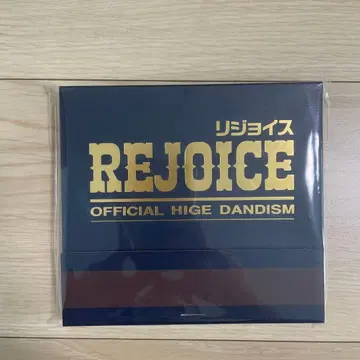 リジョイス
REJOICE
OFFICIAL HIGE DANDISM